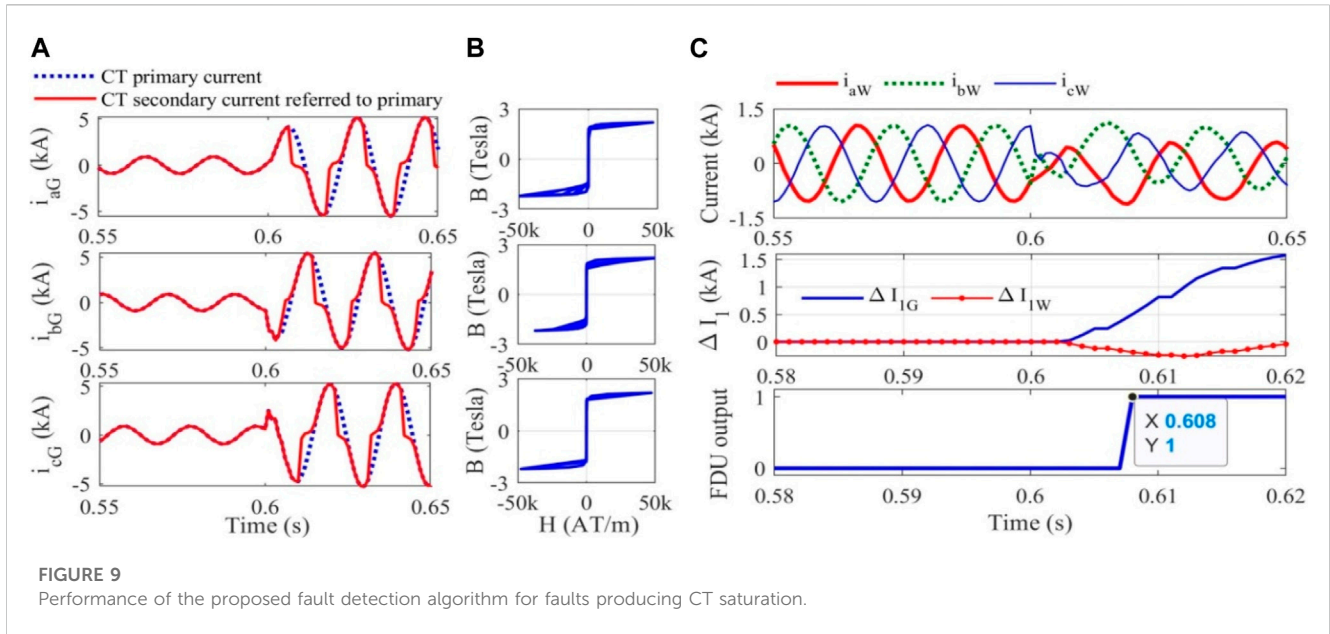 A
CT primary current
CT secondary current referred to primary
i_aG (kA)
5
0
-5
0.55
0.6
0.65
i_bG (kA)
5
0
-5
0.55
0.6
0.65
i_cG (kA)
5
0
-5
0.55
0.6
0.65
Time (s)
B
B (Tesla)
3
0
-3
-50k
0
50k
B (Tesla)
3
0
-3
-50k
0
50k
B (Tesla)
3
0
-3
-50k
0
50k
H (AT/m)
C
i_aW i_bW i_cW
Current (kA)
1.5
0
-1.5
0.55
0.6
0.65
Δ I_1 (kA)
1.5
1
0.5
0
Δ I_1G Δ I_1W
0.58
0.59
0.6
0.61
0.62
FDU output
1
0
X 0.608
Y 1
0.58
0.59
0.6
0.61
0.62
Time (s)
FIGURE 9
Performance of the proposed fault detection algorithm for faults producing CT saturation.